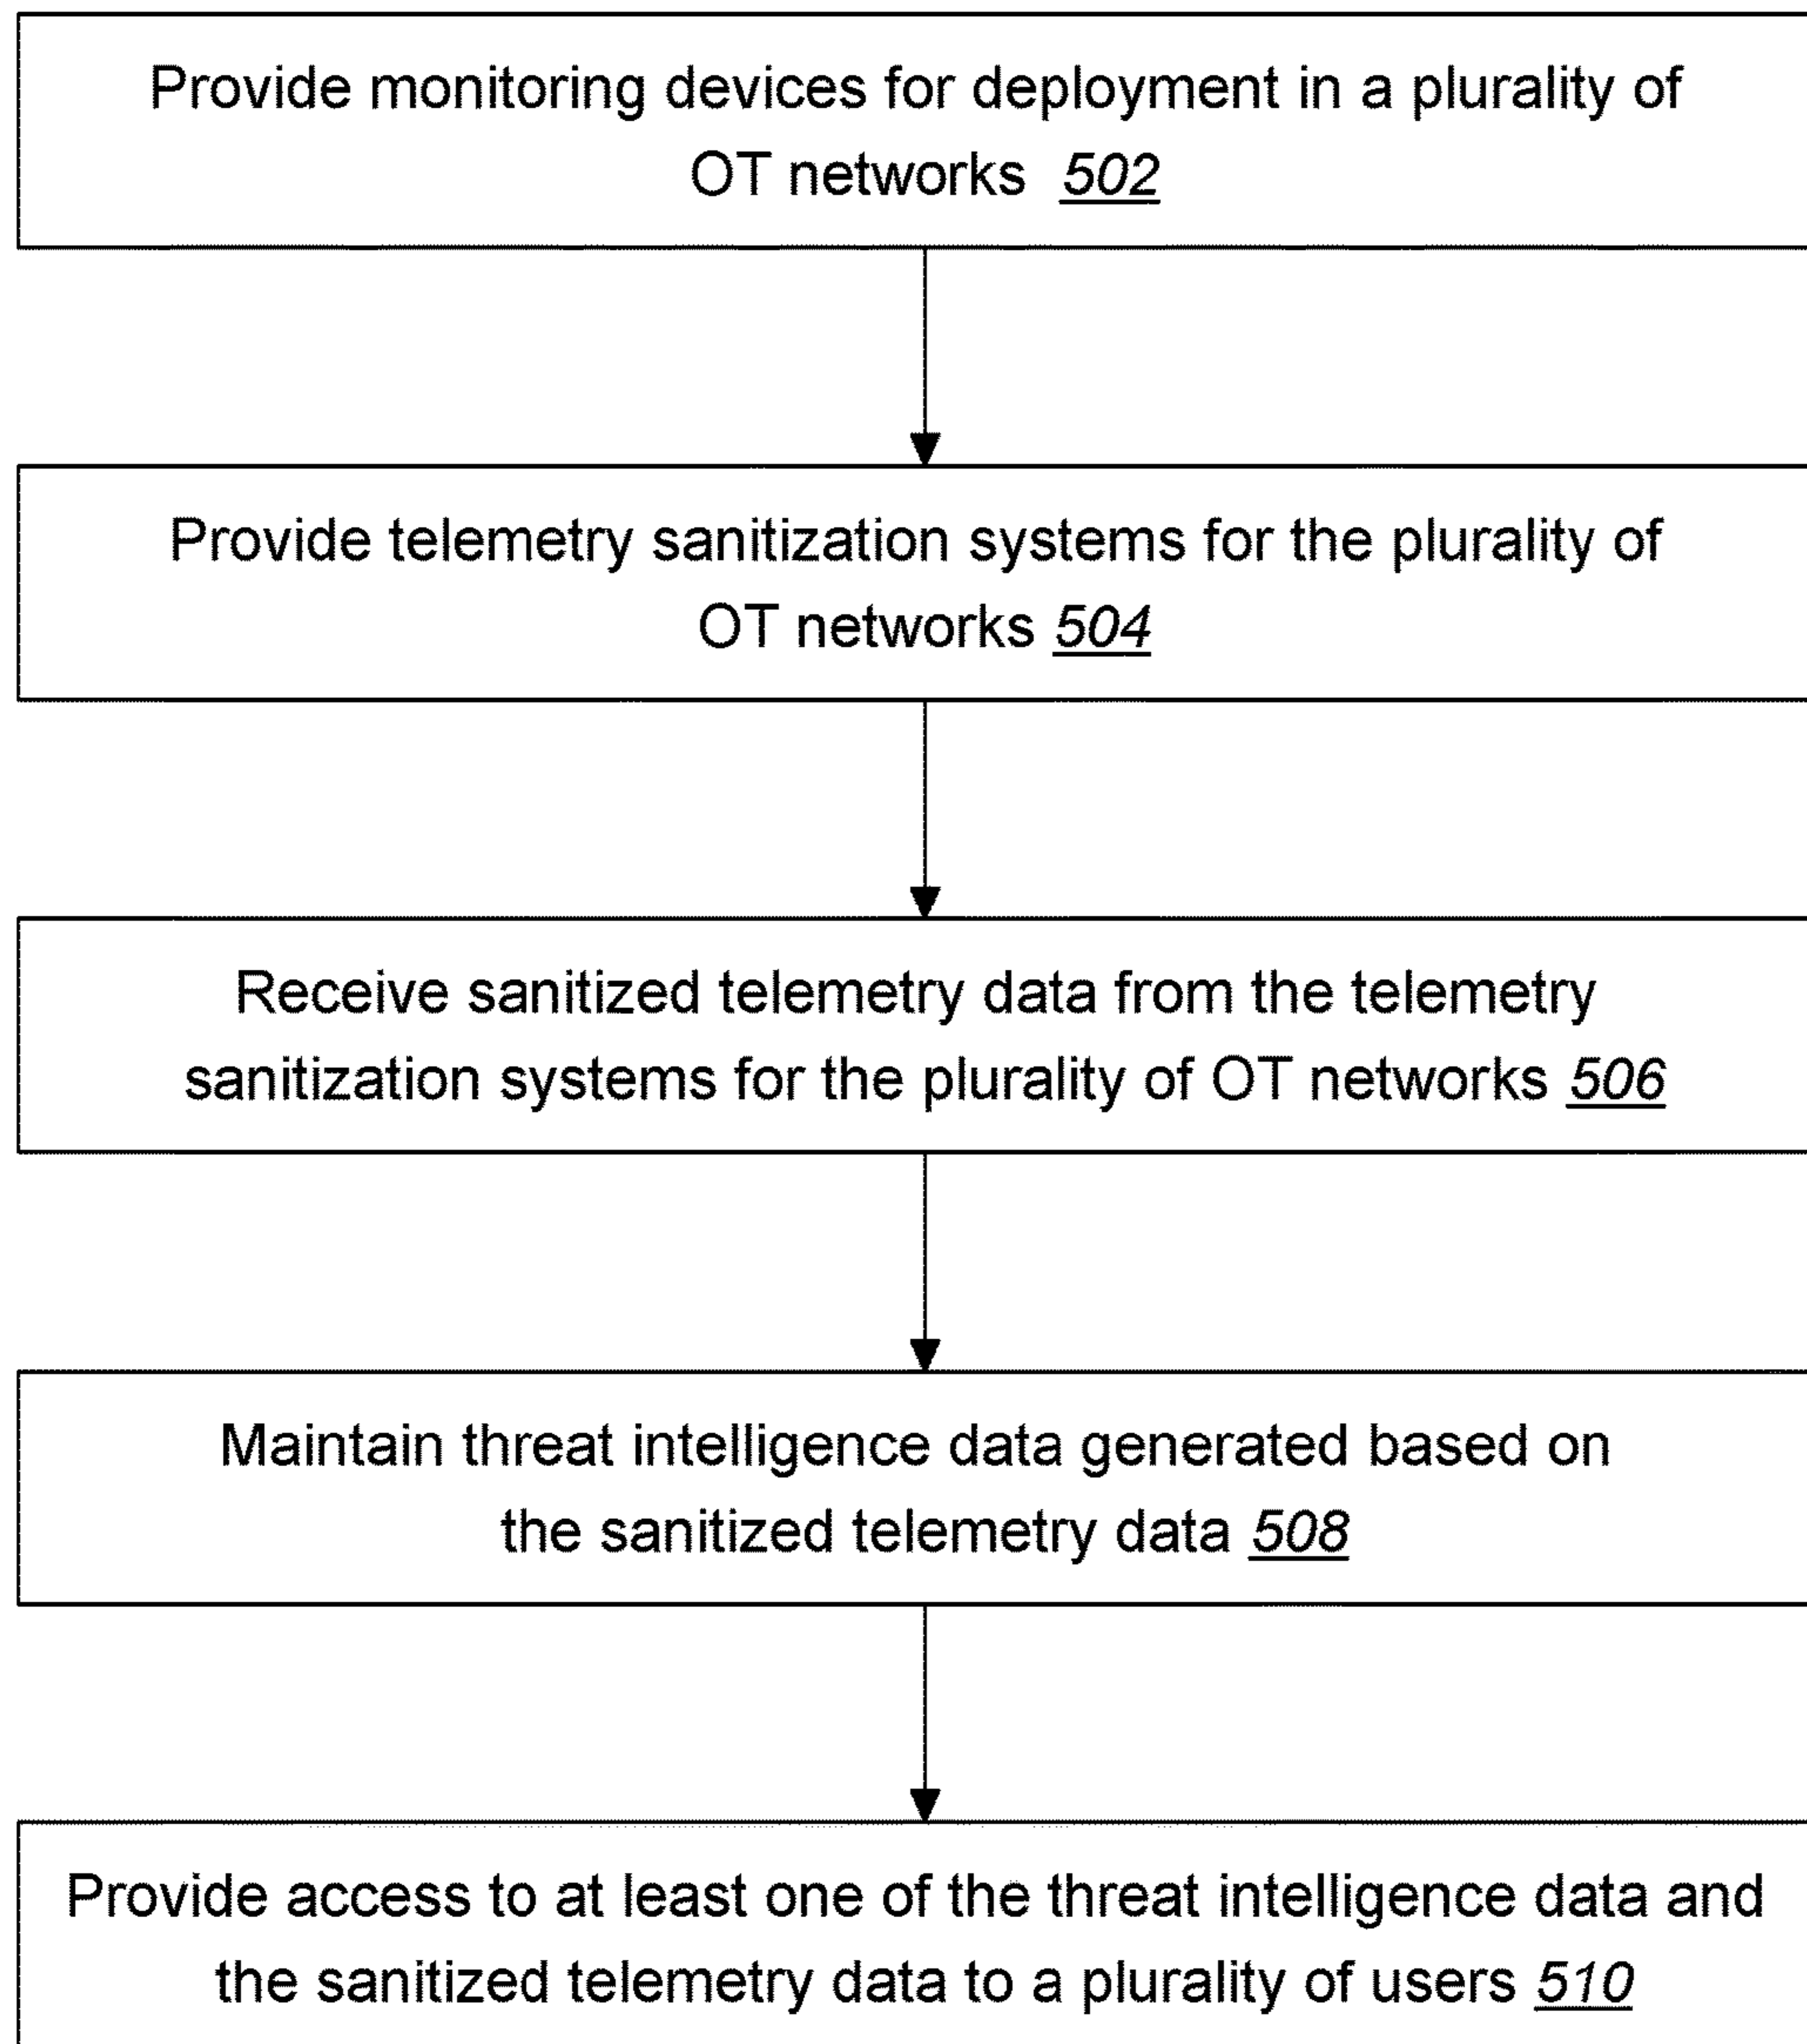 Provide monitoring devices for deployment in a plurality of
OT networks 502
Provide telemetry sanitization systems for the plurality of
OT networks 504
Receive sanitized telemetry data from the telemetry
sanitization systems for the plurality of OT networks 506
Maintain threat intelligence data generated based on
the sanitized telemetry data 508
Provide access to at least one of the threat intelligence data and
the sanitized telemetry data to a plurality of users 510